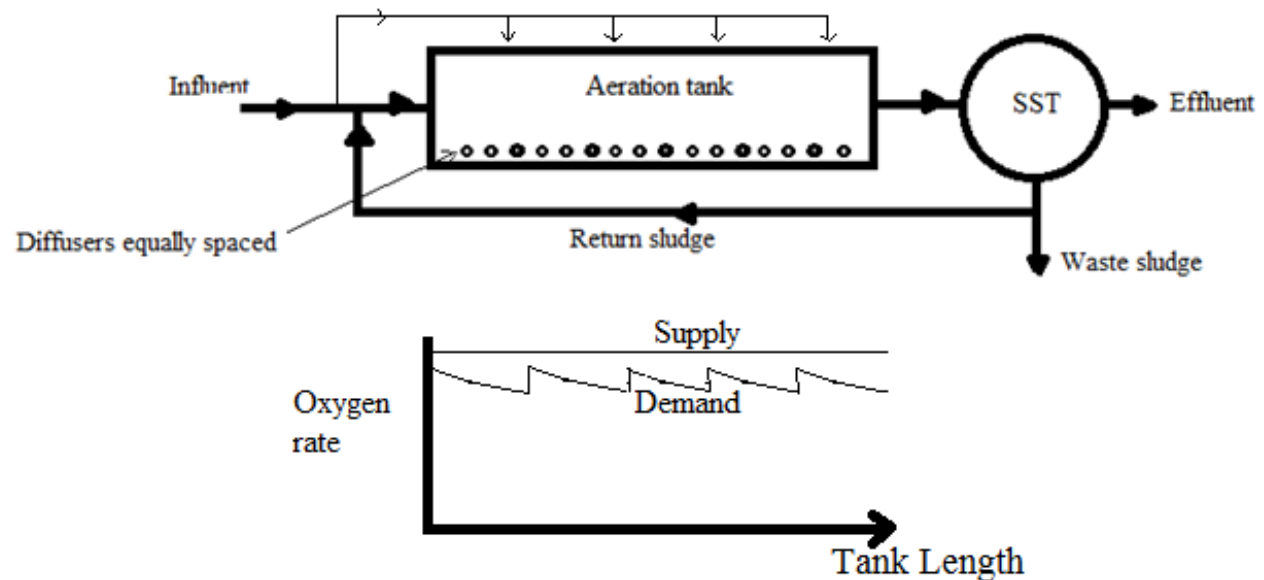 Influent
Aeration tank
SST
Effluent
Diffusers equally spaced
Return sludge
Waste sludge
Supply
Oxygen
rate
Demand
Tank Length